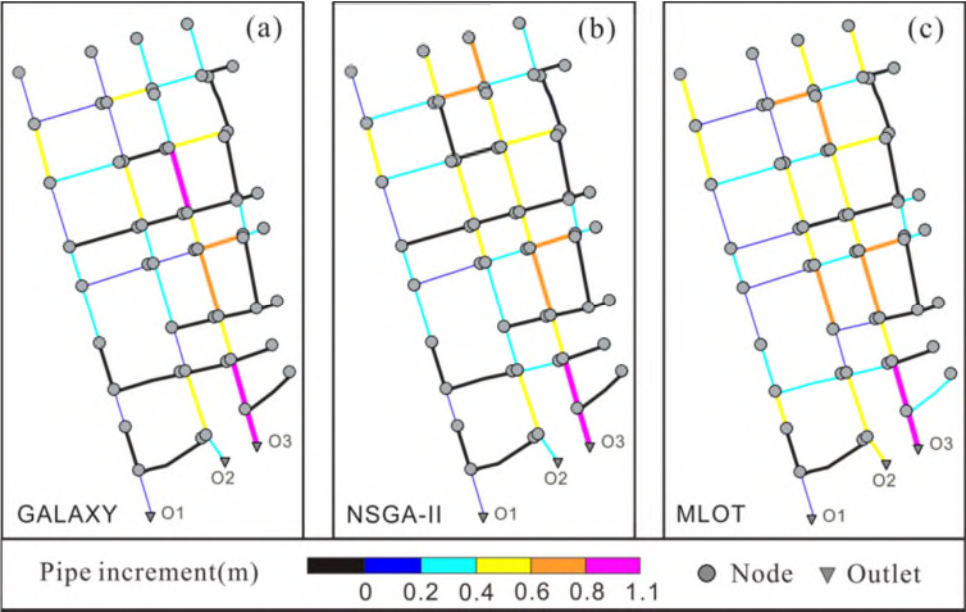 (a)
(b)
(c)
O3
O3
O3
O2
O2
O2
O1
O1
O1
GALAXY
NSGA-II
MLOT
Pipe increment(m)
0 0.2 0.4 0.6 0.8 1.1
Node
Outlet